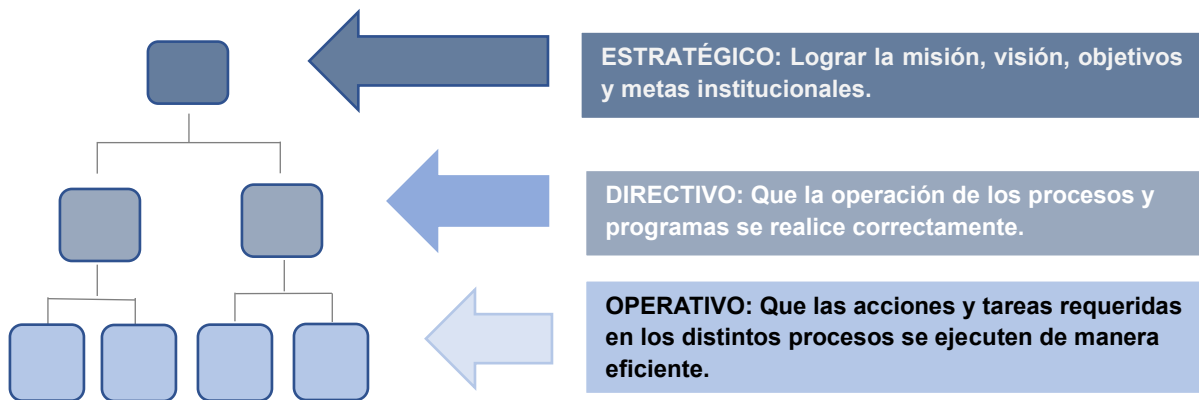 ESTRATÉGICO: Lograr la misión, visión, objetivos
y metas institucionales.
DIRECTIVO: Que la operación de los procesos y
programas se realice correctamente.
OPERATIVO: Que las acciones y tareas requeridas
en los distintos procesos se ejecuten de manera
eficiente.